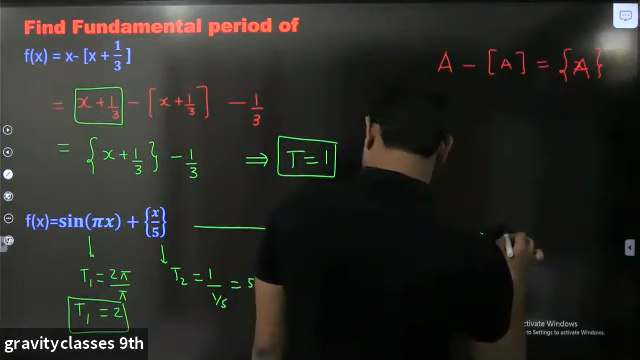 Find Fundamental period of
f(x) = x- [x + 1/3]
A - [A] = {A}
= x + 1/3 - [x + 1/3] - 1/3
= {x + 1/3} - 1/3 ⇒ T = 1
f(x)=sin(πx) + {x/5}
T₁ = 2π/π
T₂ = 1/(1/5) = 5
T₁ = 2
Activate Windows
to Settings to activate Windows.
gravityclasses 9th